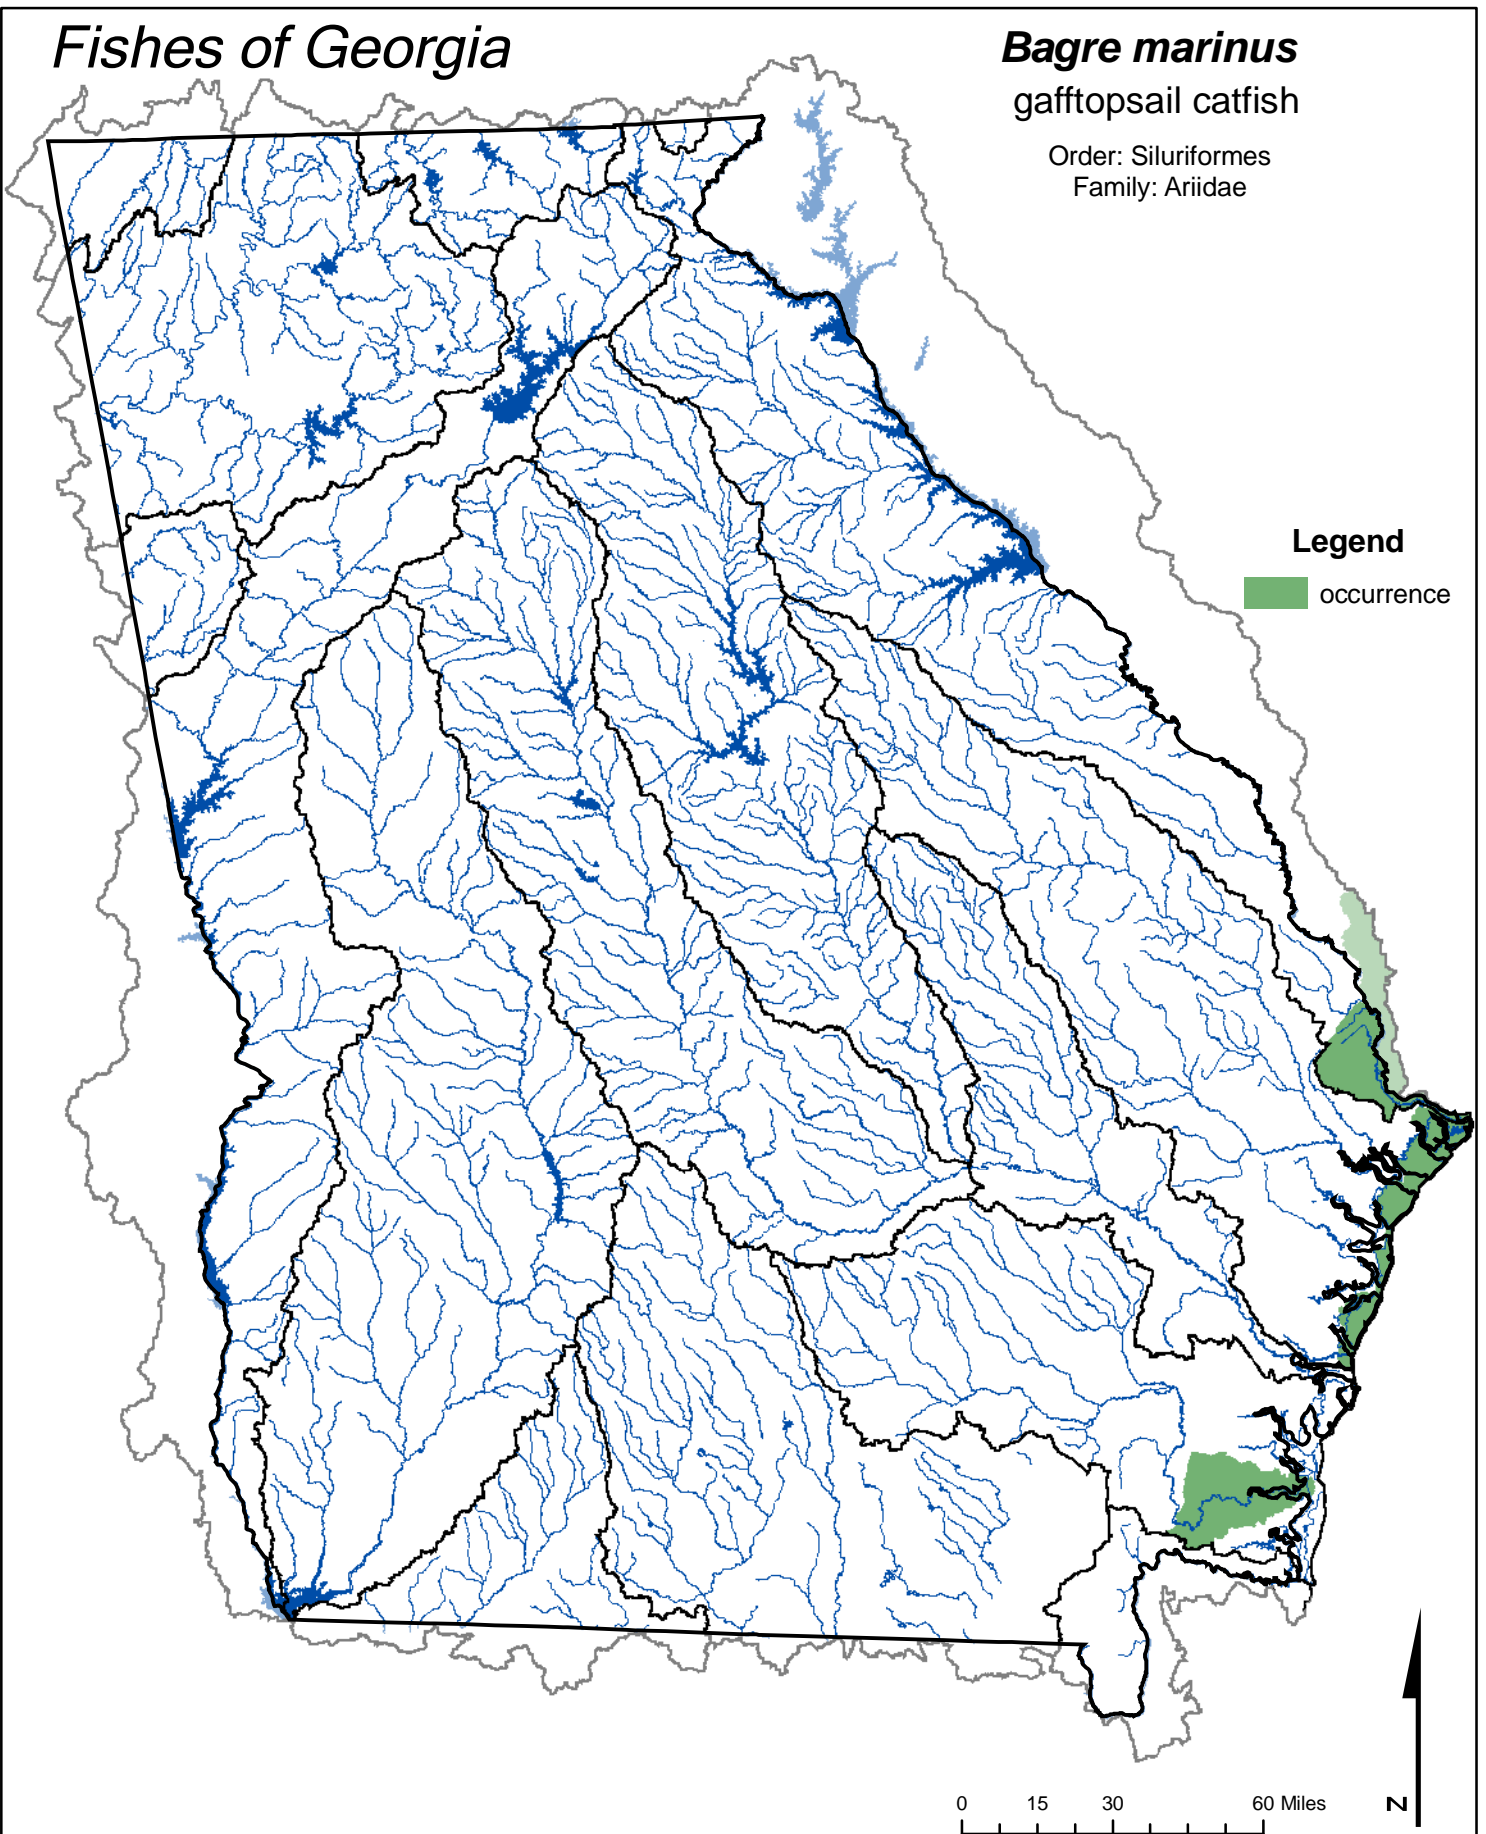 Fishes of Georgia
Bagre marinus
gafftopsail catfish
Order: Siluriformes
Family: Ariidae
Legend
occurrence
0 15 30 60 Miles
N